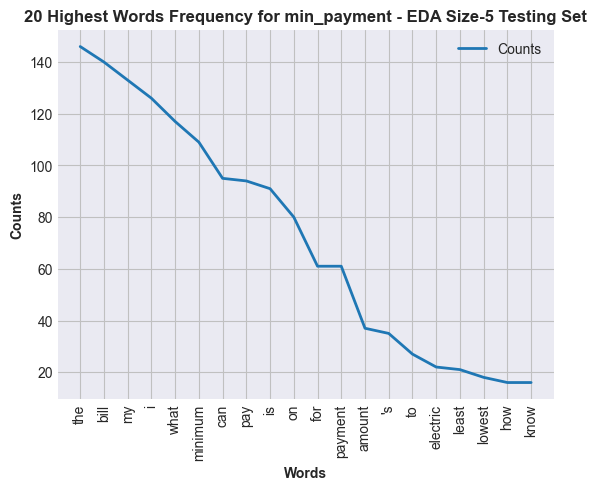 20 Highest Words Frequency for min_payment - EDA Size-5 Testing Set
Counts
140
120
100
80
60
40
20
Counts
the
bill
my
i
what
minimum
can
pay
is
on
for
payment
amount
's
to
electric
least
lowest
how
know
Words